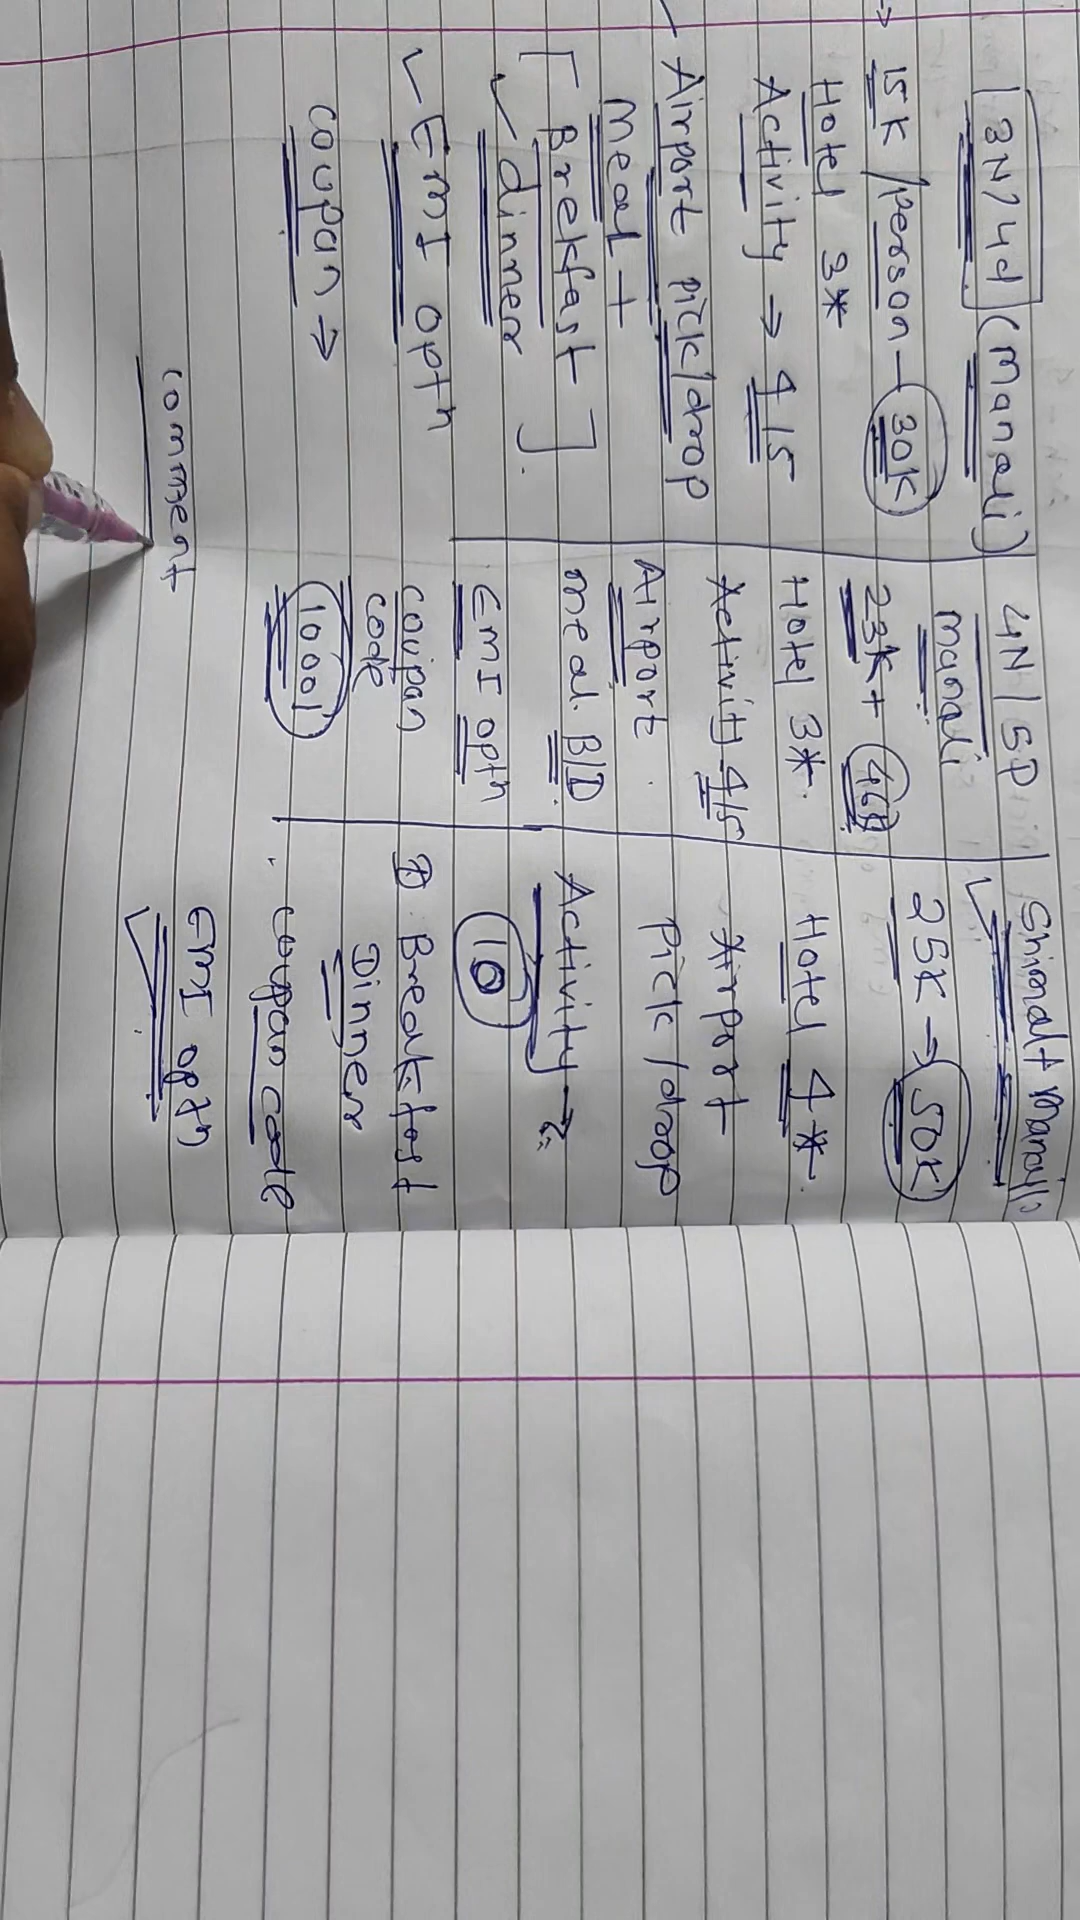 3N/4d (Manali)
15K /Person - 30K
Hotel 3*
Activity → 4/5
Airport pick/drop
Meal +
[Brekfast
dinner].
EMI optn
coupan →
comment
4N/5D
Manali
23K+ 46K
Hotel 3*.
Activity 4/5
Airport.
meal. B/D
EMI optn
coupan
code
1000/
Shimla+Manali
25K → 50K
Hotel 4*.
Airport
Pick/droop
Activity →
10
Breakfast
Dinner
coupan code
EMI optn